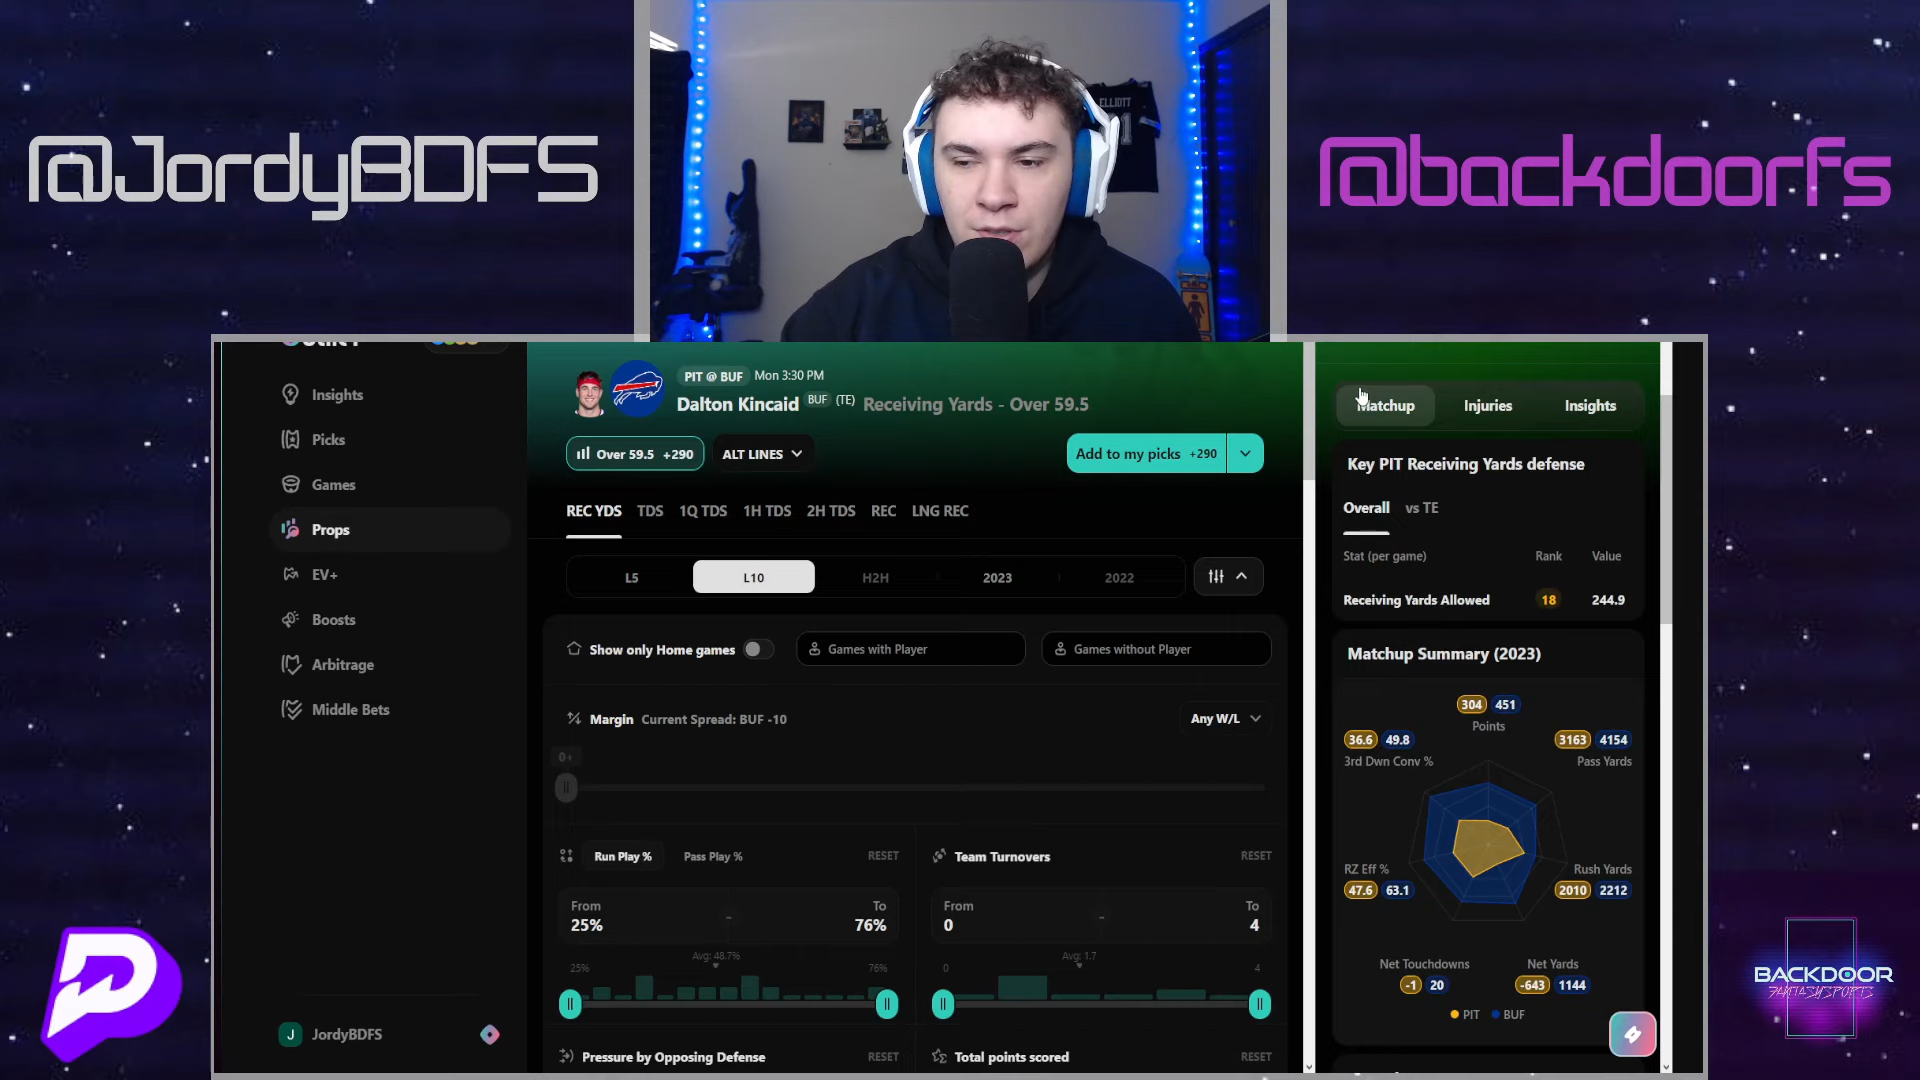 @JordyBDFS
@backdoorfs
ELLIOTT
Insights
Picks
Games
Props
EV+
Boosts
Arbitrage
Middle Bets
J JordyBDFS
PIT @ BUF Mon 3:30 PM
Dalton Kincaid BUF (TE) Receiving Yards - Over 59.5
Over 59.5 +290
ALT LINES
Add to my picks +290
REC YDS TDS 1Q TDS 1H TDS 2H TDS REC LNG REC
L5 L10 H2H 2023 2022
Show only Home games
Games with Player
Games without Player
Margin Current Spread: BUF -10
Any W/L
0+
Run Play % Pass Play % RESET
From To
25% - 76%
Avg: 48.7%
25% 76%
Team Turnovers RESET
From To
0 - 4
Avg: 1.7
0 4
Pressure by Opposing Defense RESET
Total points scored RESET
Matchup Injuries Insights
Key PIT Receiving Yards defense
Overall vs TE
Stat (per game) Rank Value
Receiving Yards Allowed 18 244.9
Matchup Summary (2023)
304 451
Points
36.6 49.8
3rd Dwn Conv %
3163 4154
Pass Yards
RZ Eff %
47.6 63.1
Rush Yards
2010 2212
Net Touchdowns
-1 20
Net Yards
-643 1144
PIT BUF
BACKDOOR
FANTASY SPORTS